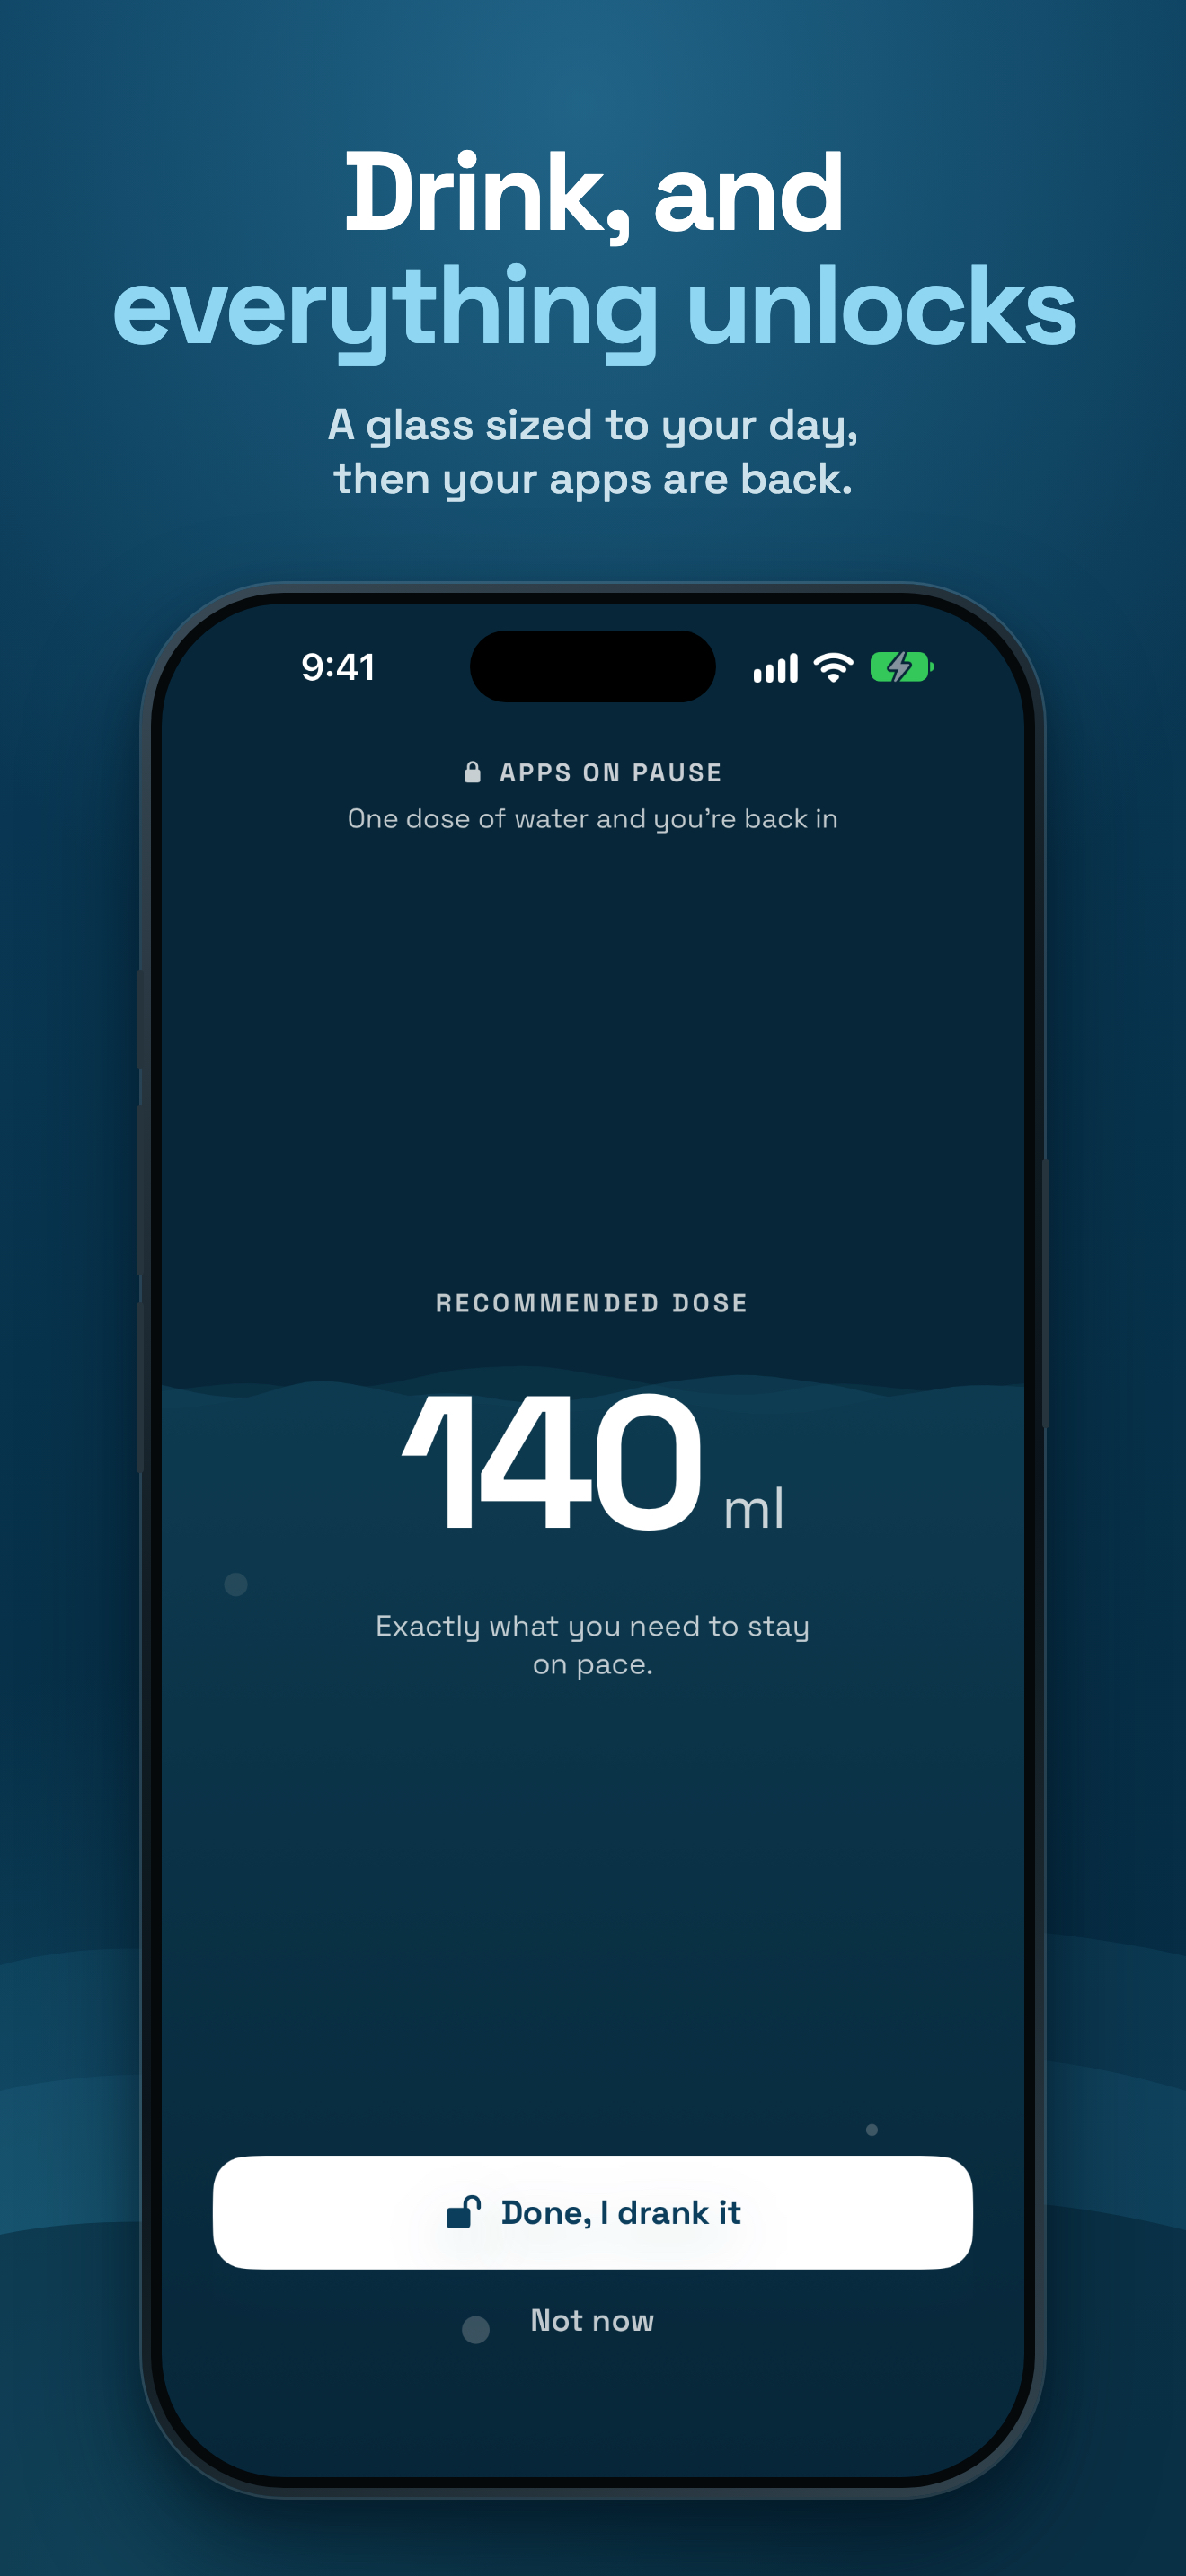 Drink, and
everything unlocks
A glass sized to your day,
then your apps are back.
9:41
APPS ON PAUSE
One dose of water and you’re back in
RECOMMENDED DOSE
140 ml
Exactly what you need to stay
on pace.
Done, I drank it
Not now